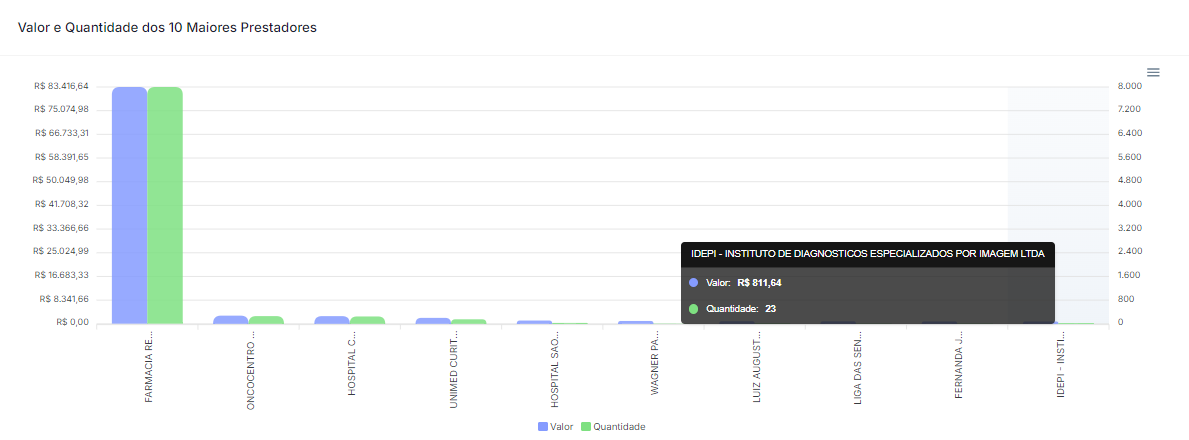 Valor e Quantidade dos 10 Maiores Prestadores
R$ 83.416,64
R$ 75.074,98
R$ 66.733,31
R$ 58.391,65
R$ 50.049,98
R$ 41.708,32
R$ 33.366,66
R$ 25.024,99
R$ 16.683,33
R$ 8.341,66
R$ 0,00
8.000
7.200
6.400
5.600
4.800
4.000
3.200
2.400
1.600
800
0
IDEPI - INSTITUTO DE DIAGNOSTICOS ESPECIALIZADOS POR IMAGEM LTDA
Valor: R$ 811,64
Quantidade: 23
FARMACIA RE...
ONCOCENTRO ...
HOSPITAL C...
UNIMED CURIT...
HOSPITAL SAO...
WAGNER PA...
LUIZ AUGUST...
LIGA DAS SEN...
FERNANDA J...
IDEPI - INSTI...
Valor Quantidade